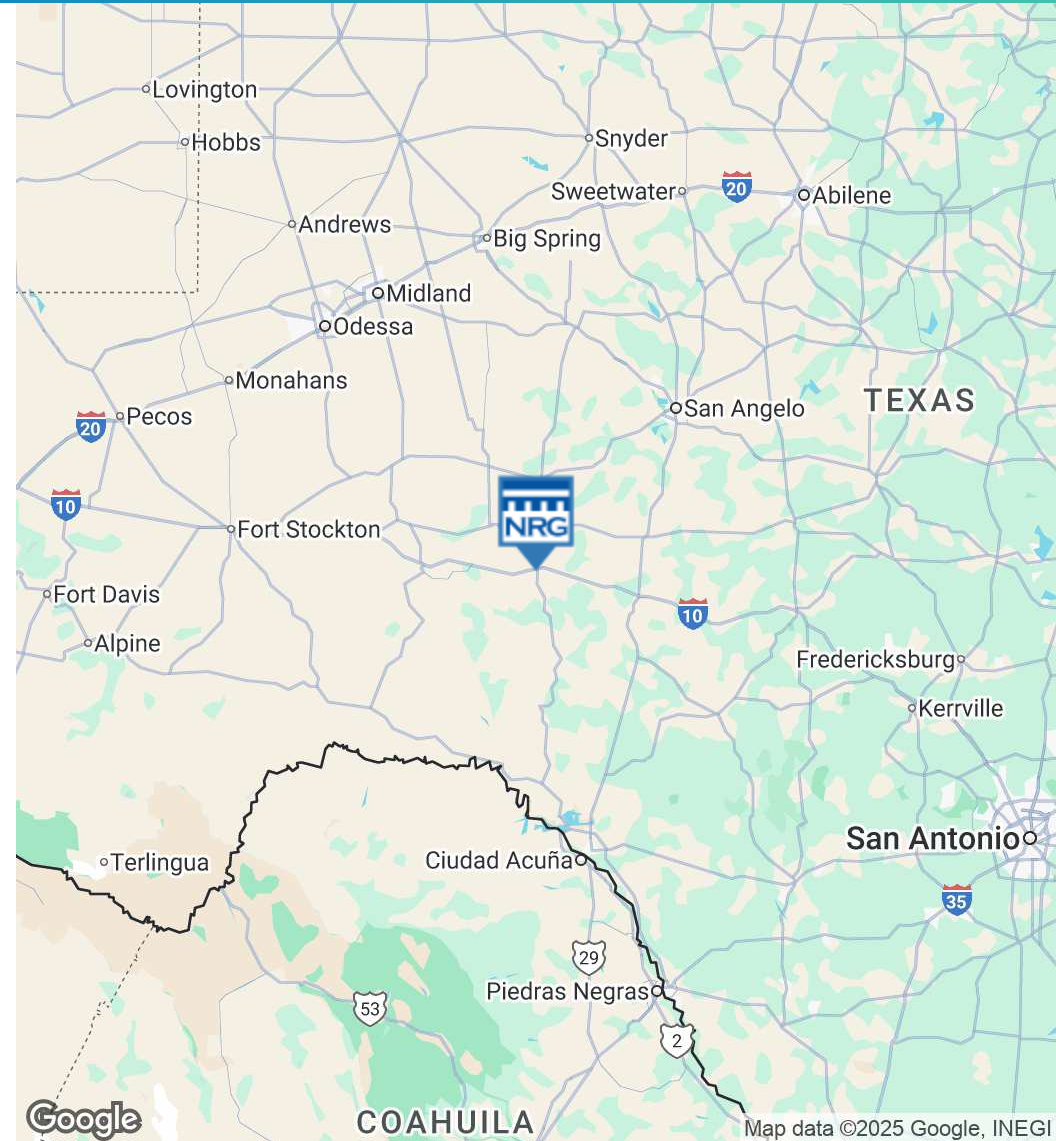 Lovington
Hobbs
Snyder
Sweetwater
20
Abilene
Andrews
Big Spring
Midland
Odessa
Monahans
Pecos
20
San Angelo
TEXAS
10
NRG
Fort Stockton
Fort Davis
10
Alpine
Fredericksburg
Kerrville
San Antonio
Terlingua
Ciudad Acuña
35
29
Piedras Negras
53
2
Google
COAHUILA
Map data ©2025 Google, INEGI